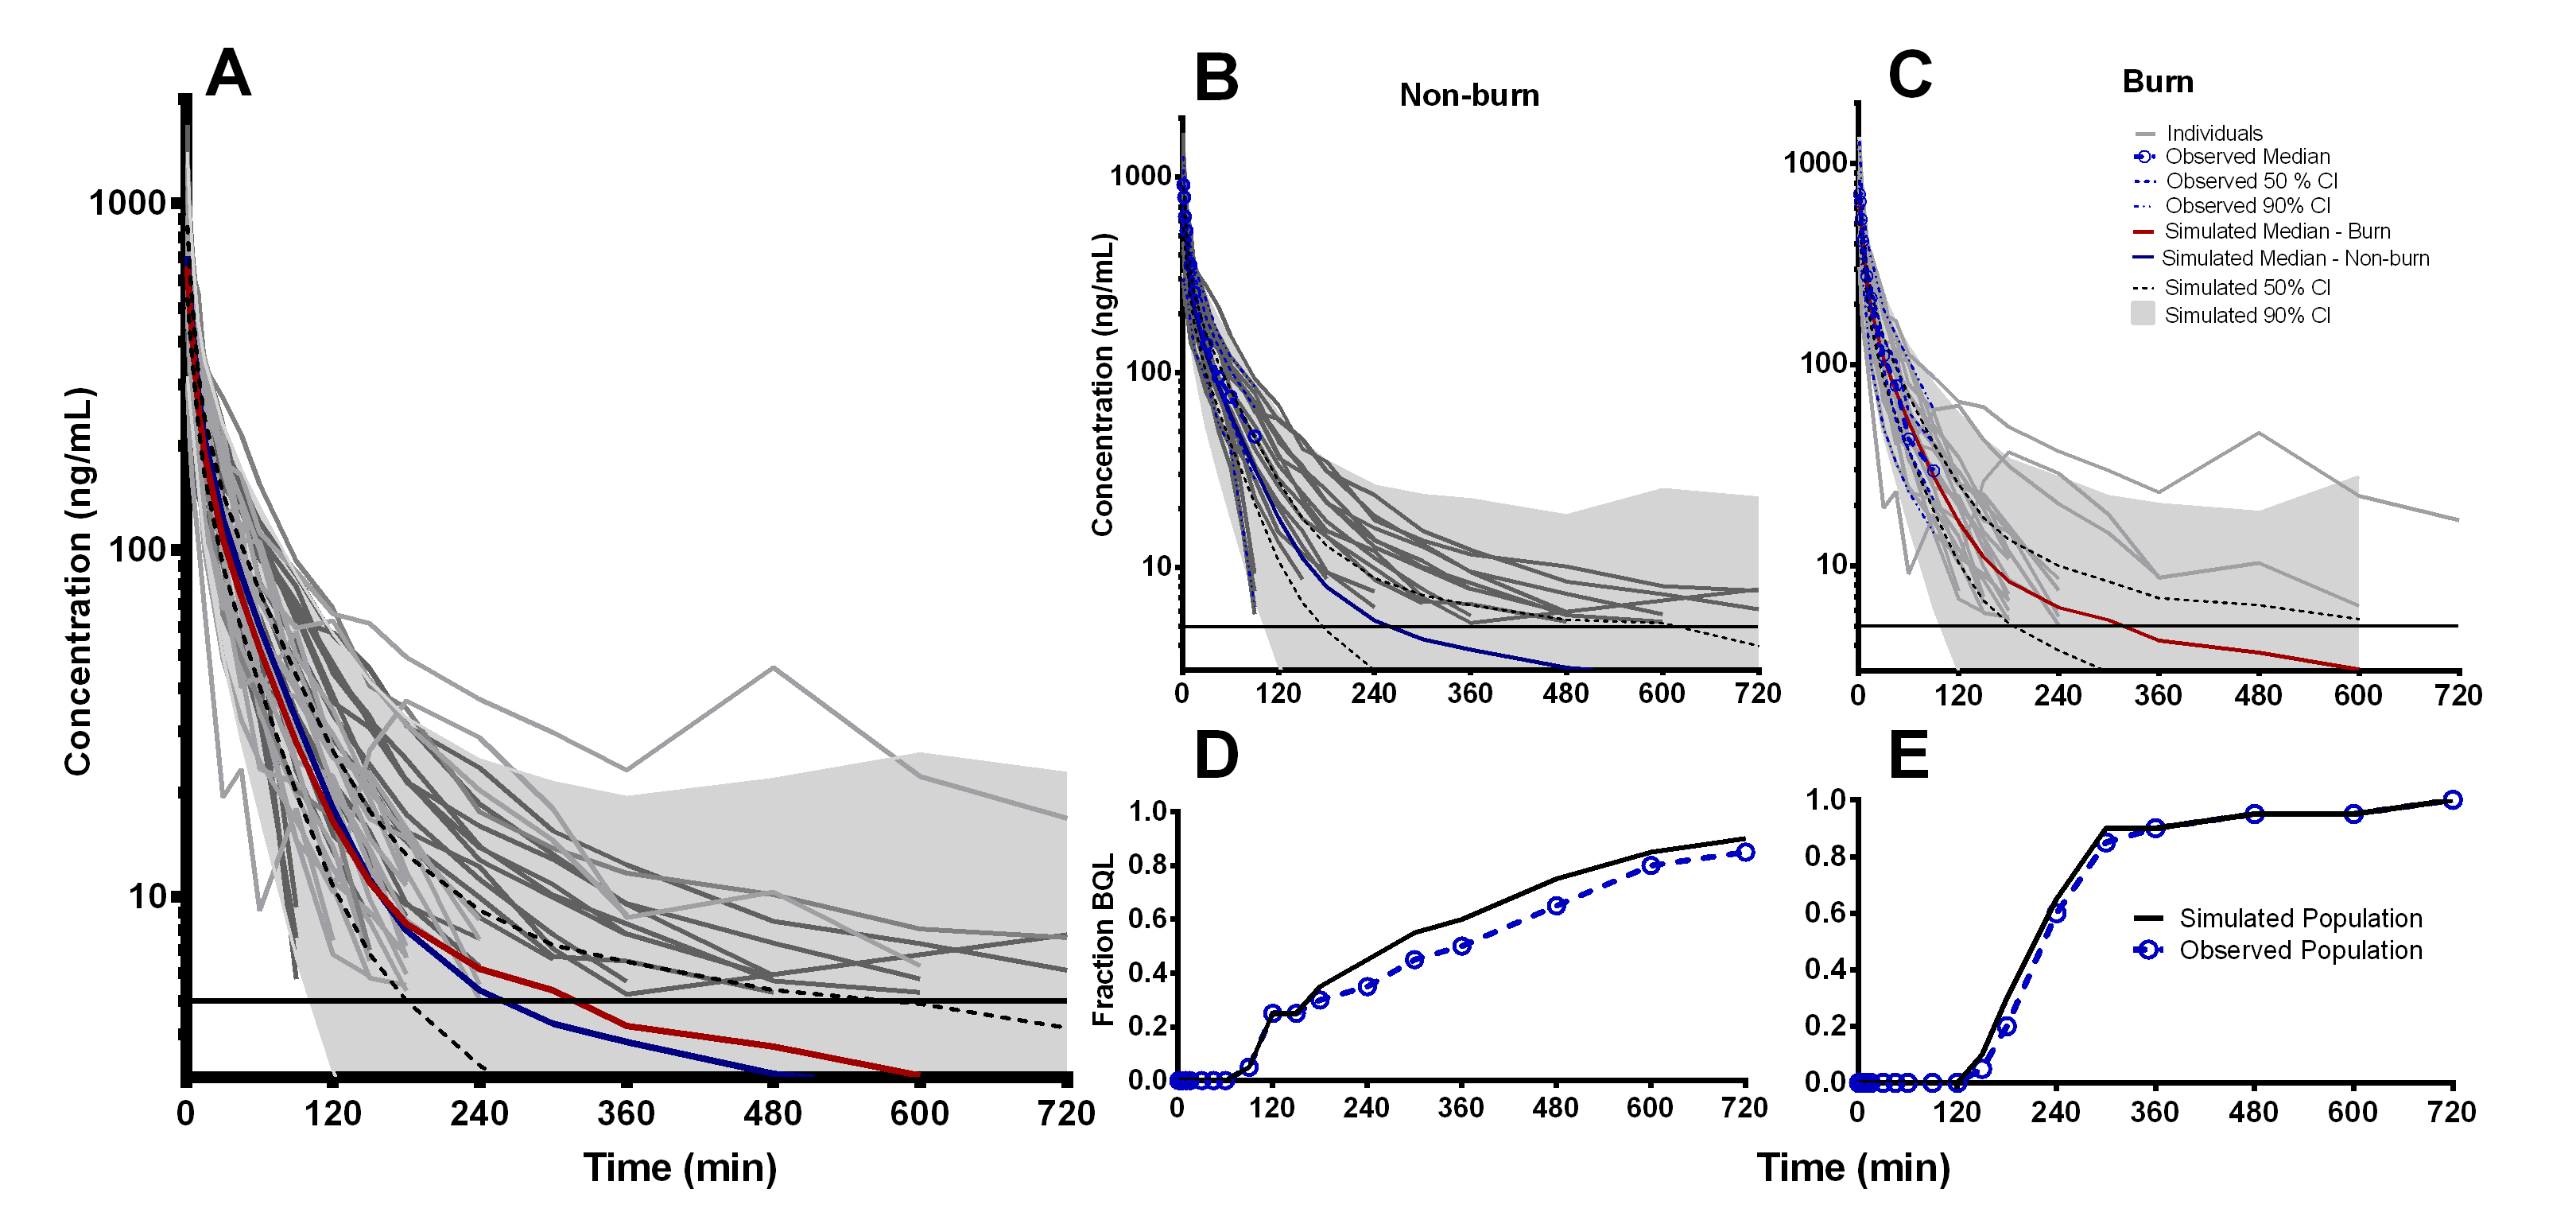 A
Concentration (ng/mL)
1000
100
10
0 120 240 360 480 600 720
Time (min)
B
Non-burn
Concentration (ng/mL)
1000
100
10
0 120 240 360 480 600 720
C
Burn
Individuals
Observed Median
Observed 50 % CI
Observed 90% CI
Simulated Median - Burn
Simulated Median - Non-burn
Simulated 50% CI
Simulated 90% CI
1000
100
10
0 120 240 360 480 600 720
D
Fraction BQL
1.0
0.8
0.6
0.4
0.2
0.0
0 120 240 360 480 600 720
E
1.0
0.8
0.6
0.4
0.2
0.0
Simulated Population
Observed Population
0 120 240 360 480 600 720
Time (min)